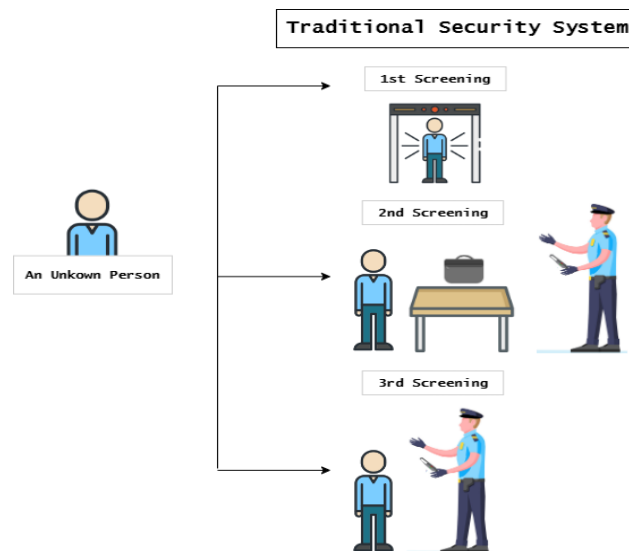 Traditional Security System
1st Screening
2nd Screening
An Unkown Person
3rd Screening